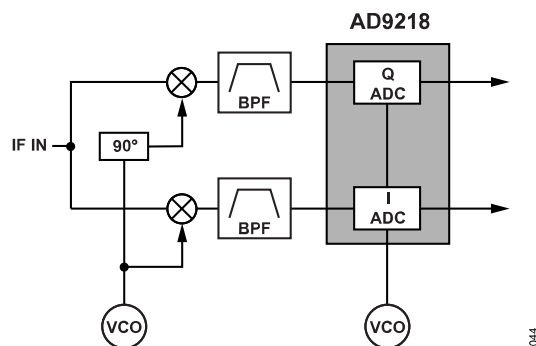 AD9218
BPF
Q
ADC
IF IN
90°
BPF
I
ADC
VCO
VCO
044